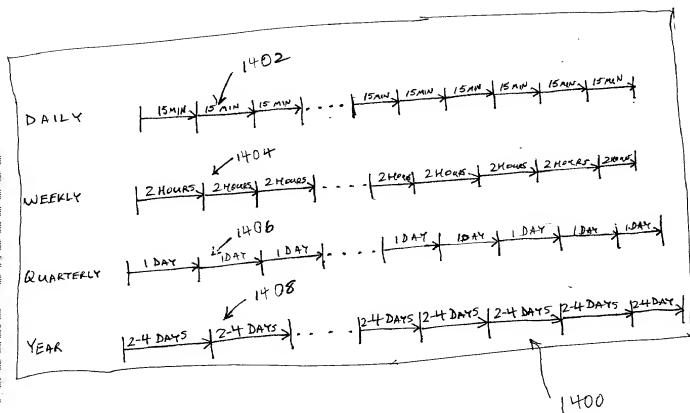 1402
DAILY 15 MIN 15 MIN 15 MIN 15 MIN 15 MIN 15 MIN 15 MIN 15 MIN 15 MIN
1404
WEEKLY 2 HOURS 2 HOURS 2 HOURS 2 HOURS 2 HOURS 2 HOURS 2 HOURS 2 HOURS
1406
QUARTERLY 1 DAY 1 DAY 1 DAY 1 DAY 1 DAY 1 DAY 1 DAY 1 DAY
1408
YEAR 2-4 DAYS 2-4 DAYS 2-4 DAYS 2-4 DAYS 2-4 DAYS 2-4 DAYS 2-4 DAY
1400